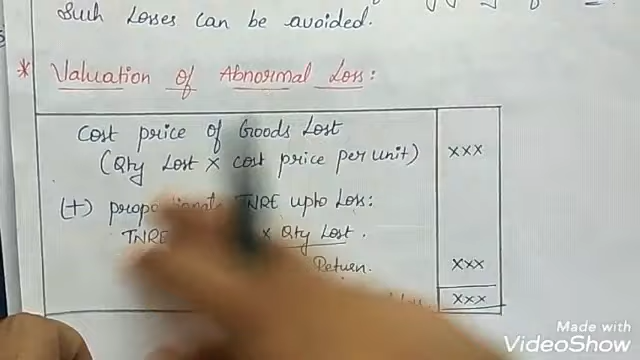 Such Losses can be avoided.
* Valuation of Abnormal Loss:
Cost price of Goods Lost
(Qty Lost x cost price per unit) xxx
(+) TNRE upto Loss:
TNRE x Qty Lost.
Return. xxx
xxx
Made with
VideoShow